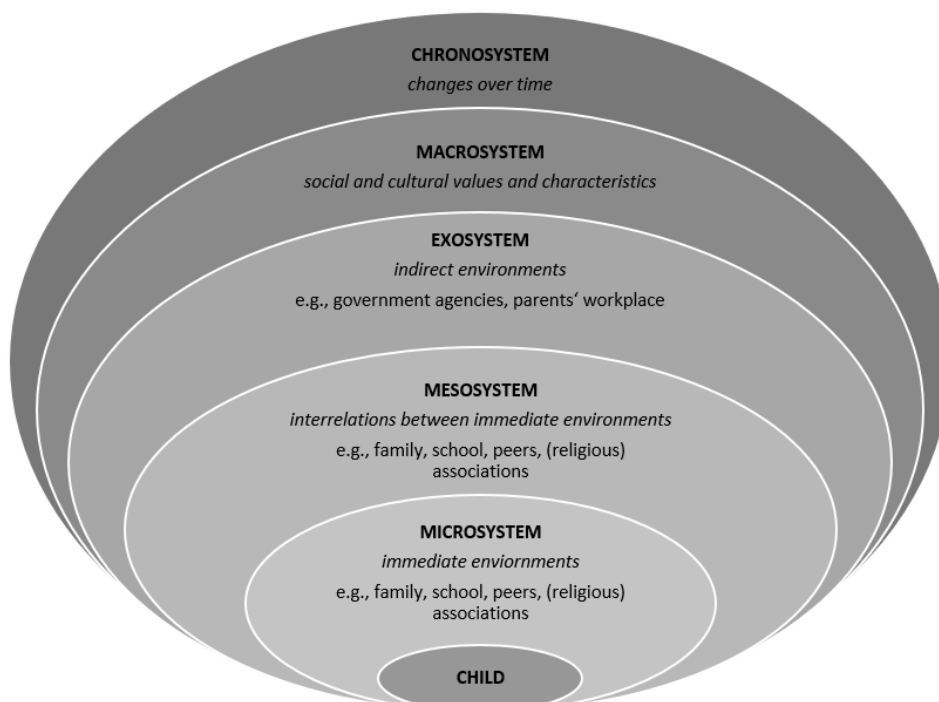 CHRONOSYSTEM
changes over time
MACROSYSTEM
social and cultural values and characteristics
EXOSYSTEM
indirect environments
e.g., government agencies, parents‘ workplace
MESOSYSTEM
interrelations between immediate environments
e.g., family, school, peers, (religious)
associations
MICROSYSTEM
immediate enviornments
e.g., family, school, peers, (religious)
associations
CHILD